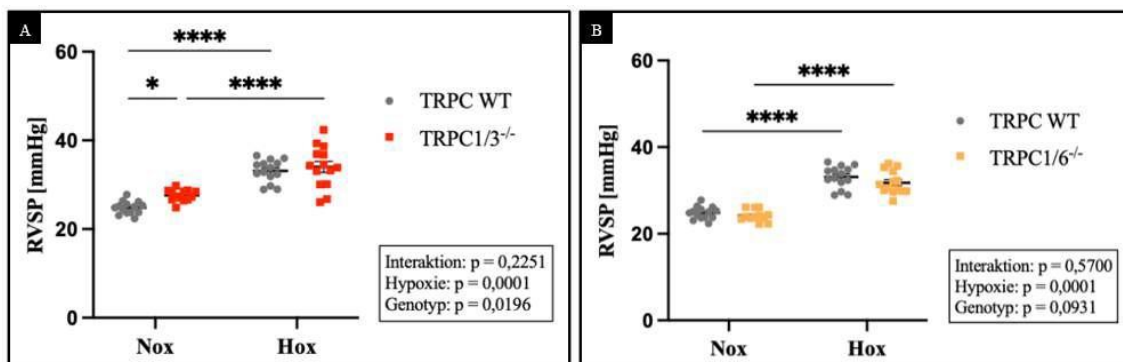 A
RVSP [mmHg]
60
40
20
0
****
*
****
TRPC WT
TRPC1/3-/-
Interaktion: p = 0,2251
Hypoxie: p = 0,0001
Genotyp: p = 0,0196
Nox
Hox
B
RVSP [mmHg]
60
40
20
0
****
****
TRPC WT
TRPC1/6-/-
Interaktion: p = 0,5700
Hypoxie: p = 0,0001
Genotyp: p = 0,0931
Nox
Hox